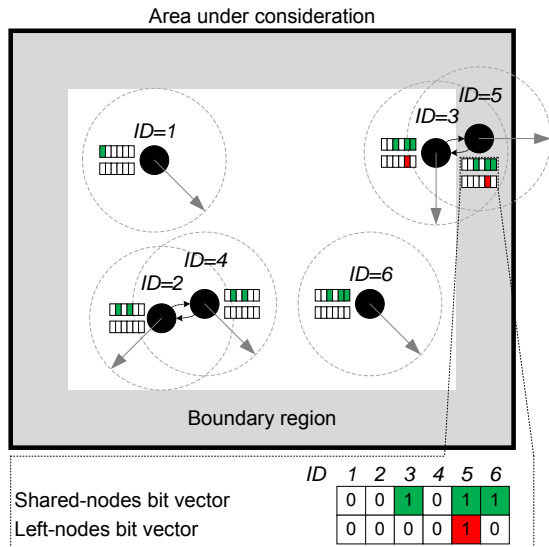 Area under consideration
ID=5
ID=3
ID=1
ID=4
ID=2
ID=6
Boundary region
ID 1 2 3 4 5 6
Shared-nodes bit vector 0 0 1 0 1 1
Left-nodes bit vector 0 0 0 0 1 0